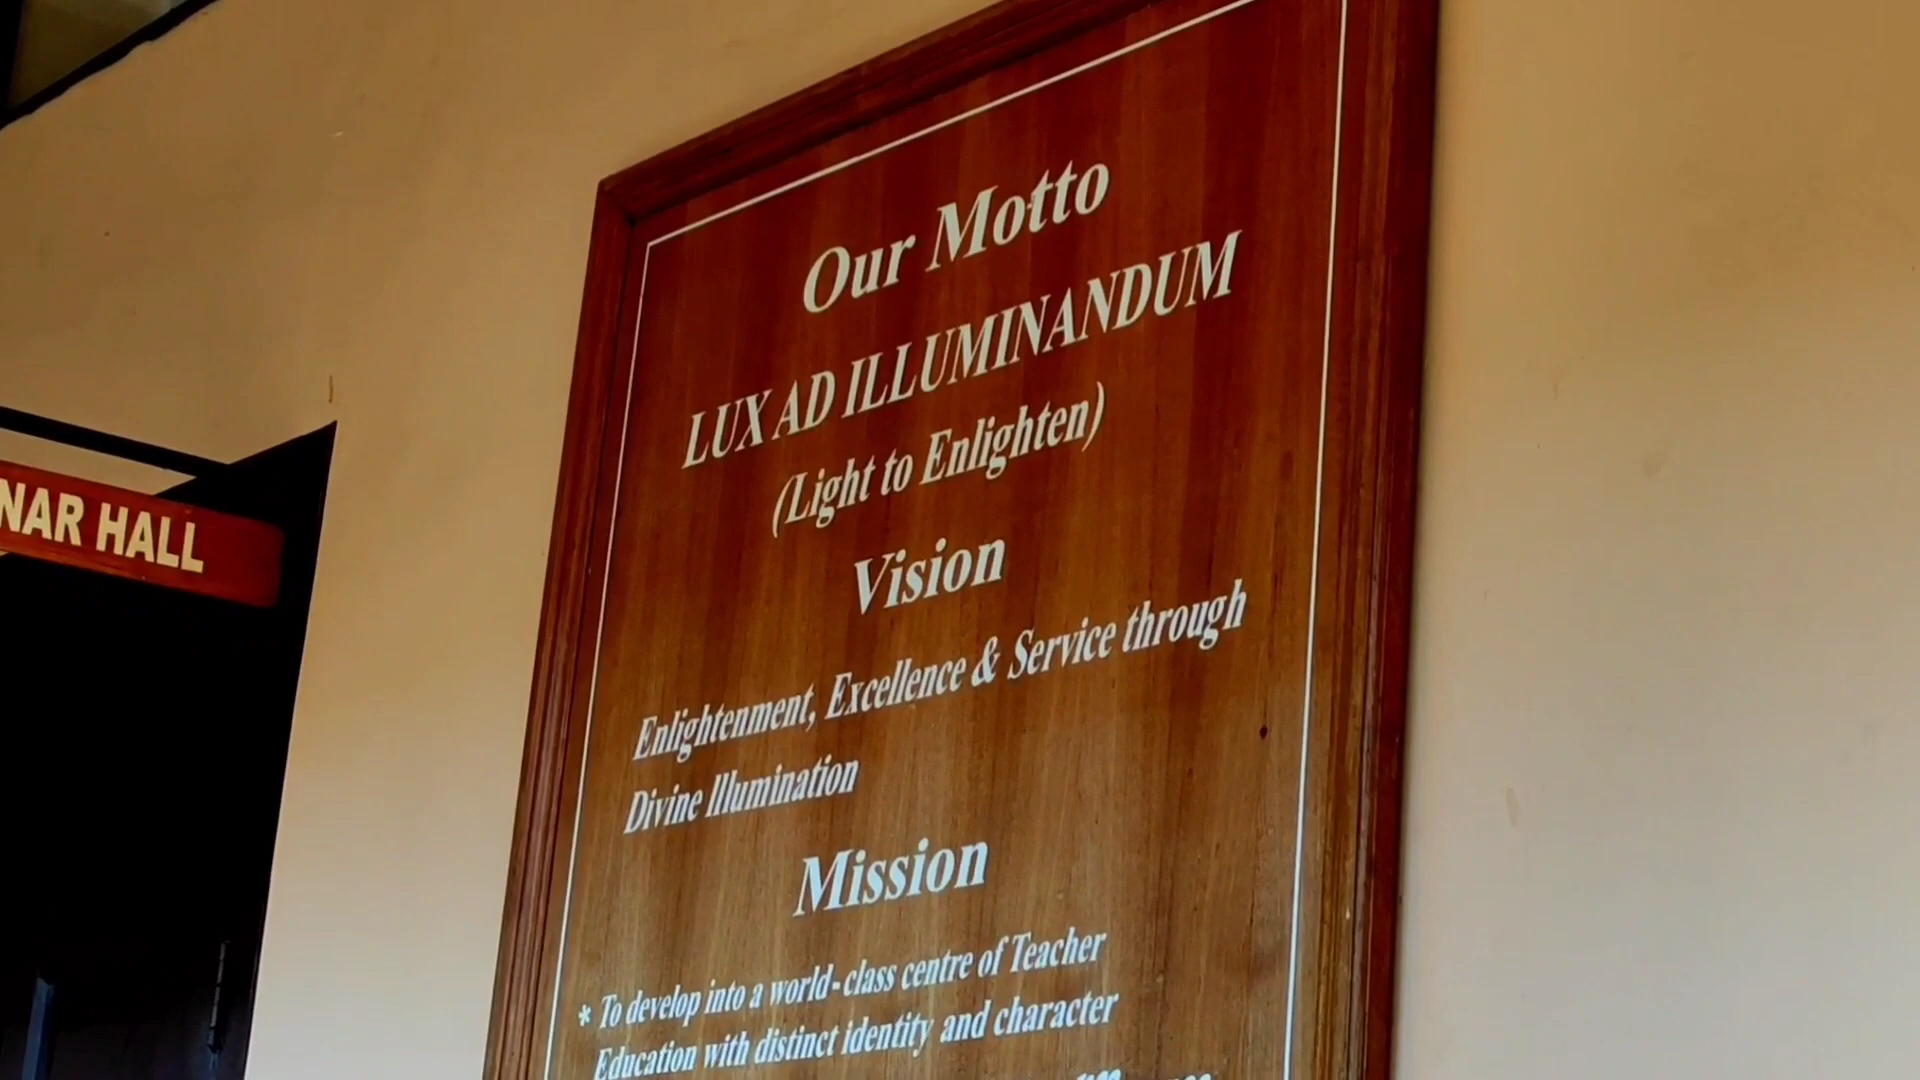 Our Motto
LUX AD ILLUMINANDUM
(Light to Enlighten)
Vision
Enlightenment, Excellence & Service through
Divine Illumination
Mission
* To develop into a world-class centre of Teacher
Education with distinct identity and character
NAR HALL